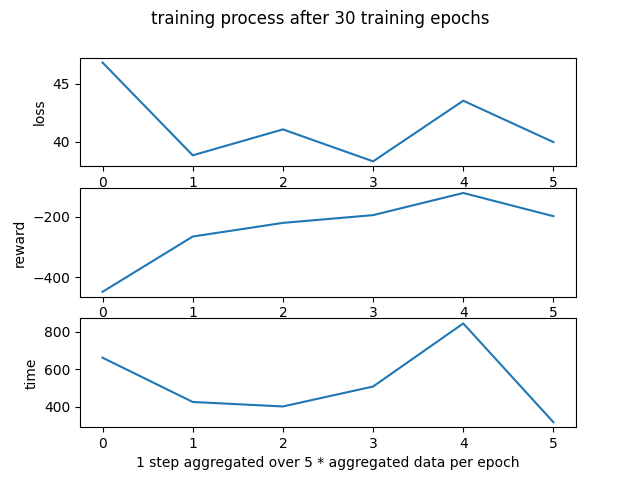 training process after 30 training epochs
45
40
loss
0 1 2 3 4 5
−200
−400
reward
0 1 2 3 4 5
800
600
400
time
0 1 2 3 4 5
1 step aggregated over 5 * aggregated data per epoch